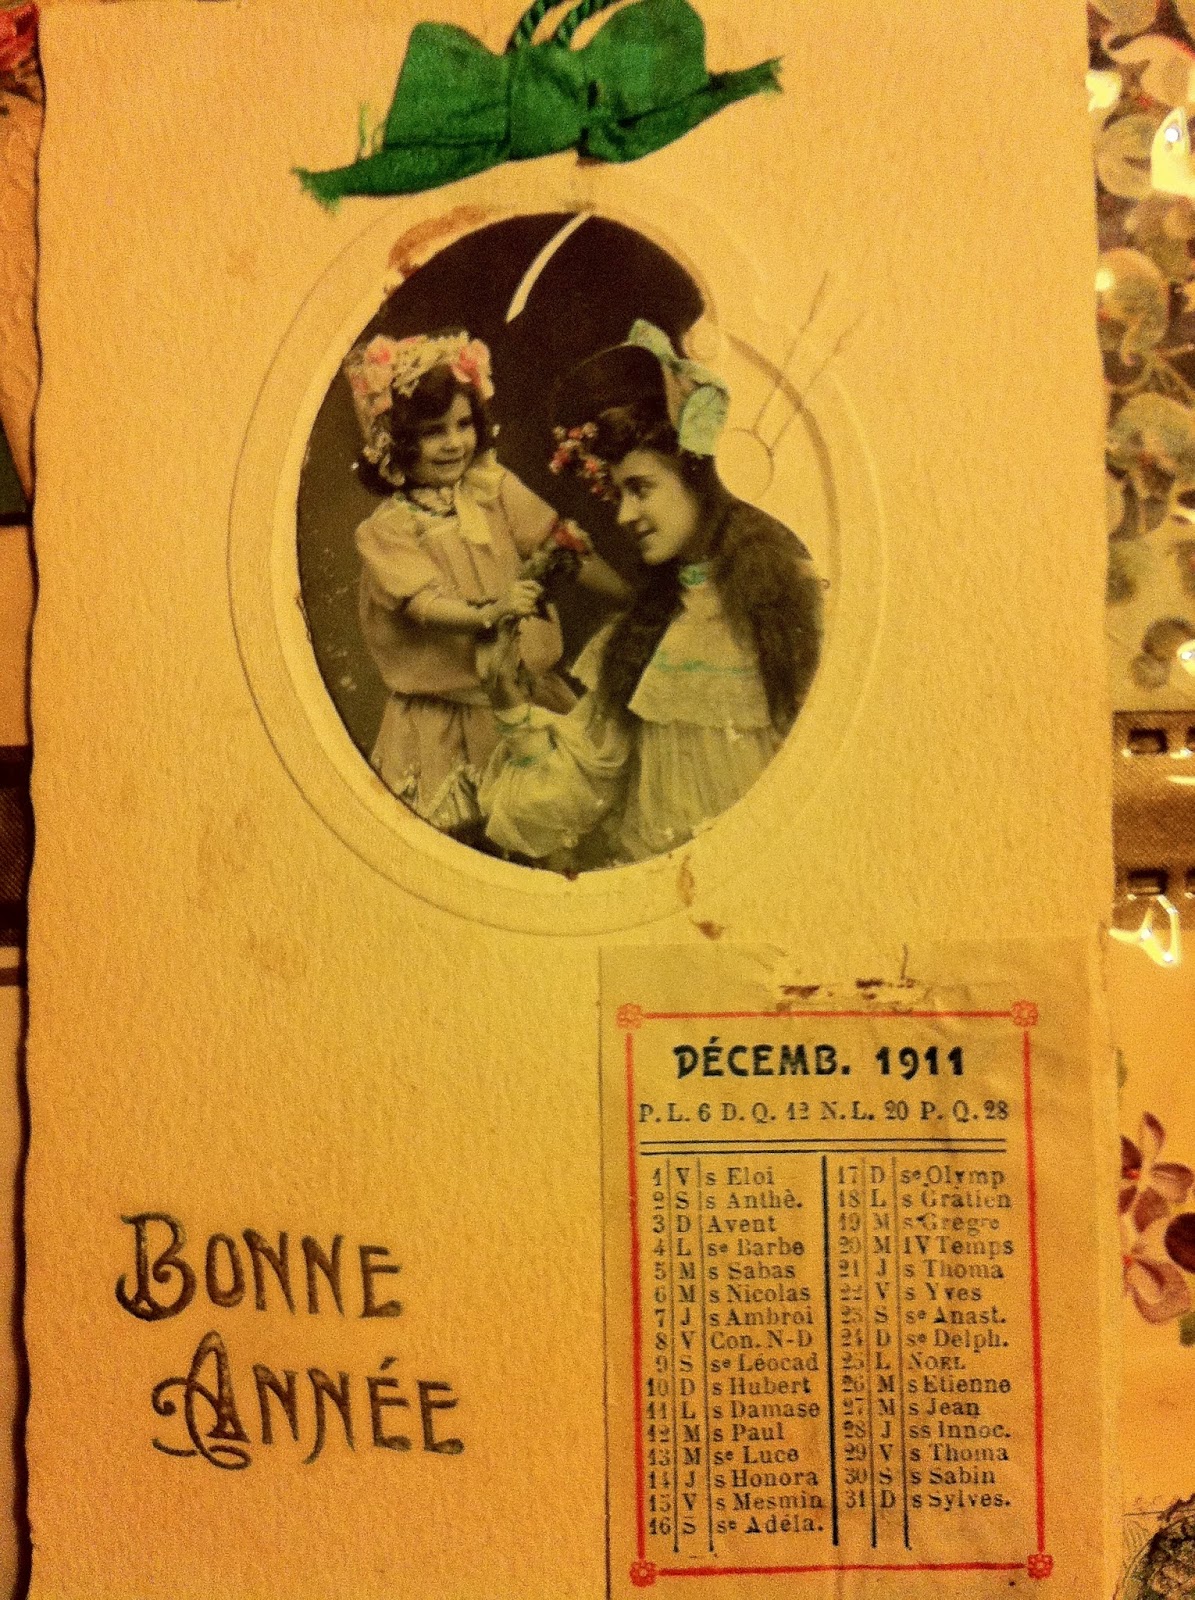 BONNE
ANNÉE
DÉCEMB. 1911
P. L. 6 D. Q. 12 N. L. 20 P. Q. 28
1 V s Eloi
2 S s Anthè.
3 D Avent
4 L se Barbe
5 M s Sabas
6 M s Nicolas
7 J s Ambroi
8 V Con. N-D
9 S se Léocad
10 D s Hubert
11 L s Damase
12 M s Paul
13 M se Luce
14 J s Honora
15 V s Mesmin
16 S se Adéla.
17 D se Olymp
18 L s Gratien
19 M s Grégre
20 M IV Temps
21 J s Thoma
22 V s Yves
23 S se Anast.
24 D se Delph.
25 L NOEL
26 M s Etienne
27 M s Jean
28 J ss Innoc.
29 V s Thoma
30 S s Sabin
31 D s Sylves.